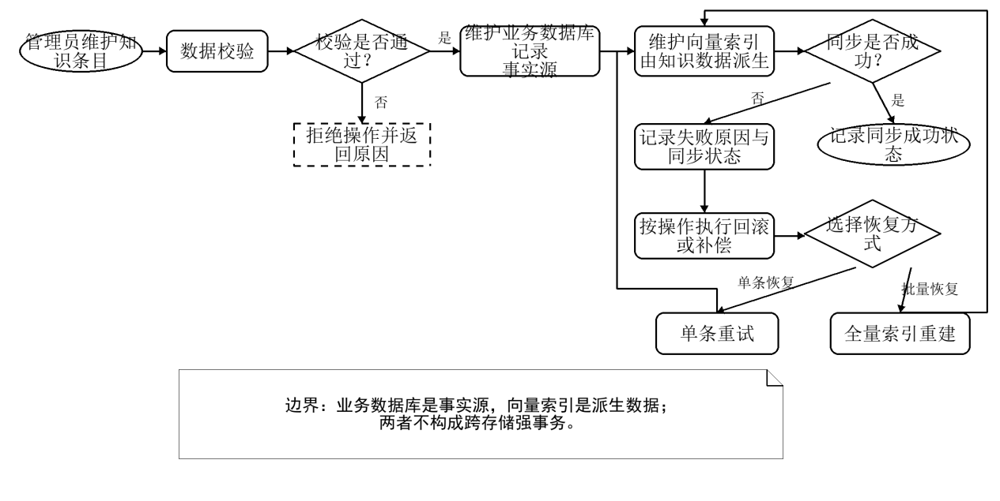 管理员维护知
识条目
数据校验
校验是否通
过？
是
维护业务数据库
记录
事实源
维护向量索引
由知识数据派生
同步是否成
功？
否
拒绝操作并返
回原因
否
是
记录失败原因与
同步状态
记录同步成功状
态
按操作执行回滚
或补偿
选择恢复方
式
单条恢复
批量恢复
单条重试
全量索引重建
边界：业务数据库是事实源，向量索引是派生数据；
两者不构成跨存储强事务。